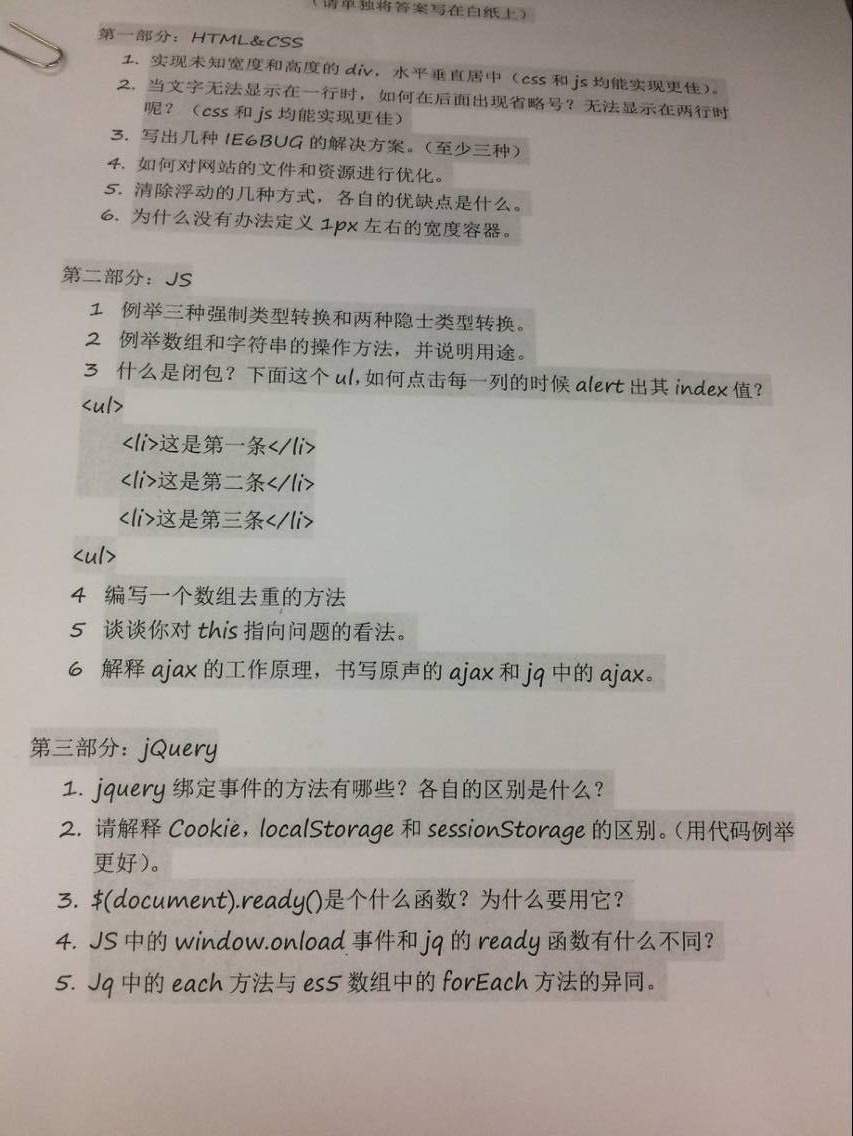 （请单独将答案写在白纸上）
第一部分：HTML&CSS
1. 实现未知宽度和高度的 div，水平垂直居中（css 和 js 均能实现更佳）。
2. 当文字无法显示在一行时，如何在后面出现省略号？无法显示在两行时
呢？（css 和 js 均能实现更佳）
3. 写出几种 IE6BUG 的解决方案。（至少三种）
4. 如何对网站的文件和资源进行优化。
5. 清除浮动的几种方式，各自的优缺点是什么。
6. 为什么没有办法定义 1px 左右的宽度容器。
第二部分：JS
1 例举三种强制类型转换和两种隐士类型转换。
2 例举数组和字符串的操作方法，并说明用途。
3 什么是闭包？下面这个 ul，如何点击每一列的时候 alert 出其 index 值？
<ul>
<li>这是第一条</li>
<li>这是第二条</li>
<li>这是第三条</li>
<ul>
4 编写一个数组去重的方法
5 谈谈你对 this 指向问题的看法。
6 解释 ajax 的工作原理，书写原声的 ajax 和 jq 中的 ajax。
第三部分：jQuery
1. jquery 绑定事件的方法有哪些？各自的区别是什么？
2. 请解释 Cookie，localStorage 和 sessionStorage 的区别。（用代码例举
更好）。
3. $(document).ready()是个什么函数？为什么要用它？
4. JS 中的 window.onload 事件和 jq 的 ready 函数有什么不同？
5. Jq 中的 each 方法与 es5 数组中的 forEach 方法的异同。